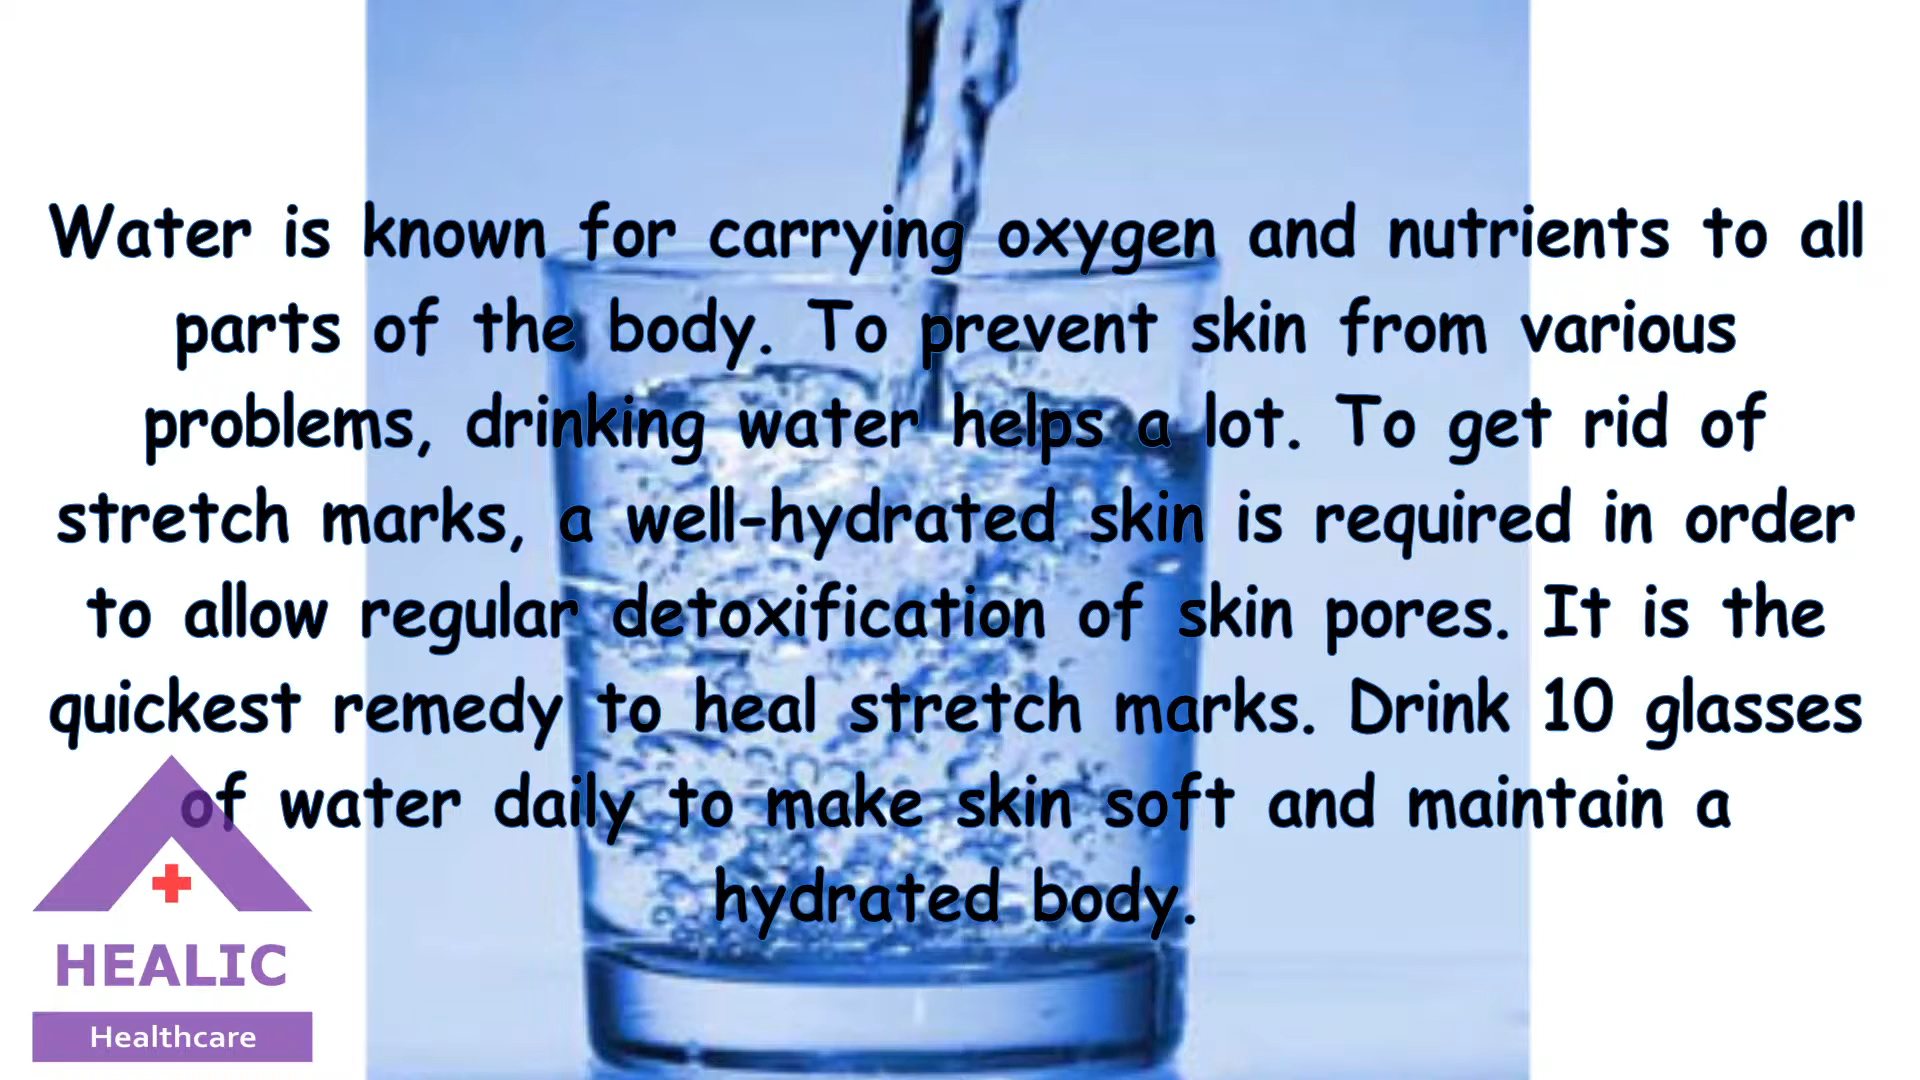 Water is known for carrying oxygen and nutrients to all
parts of the body. To prevent skin from various
problems, drinking water helps a lot. To get rid of
stretch marks, a well-hydrated skin is required in order
to allow regular detoxification of skin pores. It is the
quickest remedy to heal stretch marks. Drink 10 glasses
of water daily to make skin soft and maintain a
hydrated body.
HEALIC
Healthcare